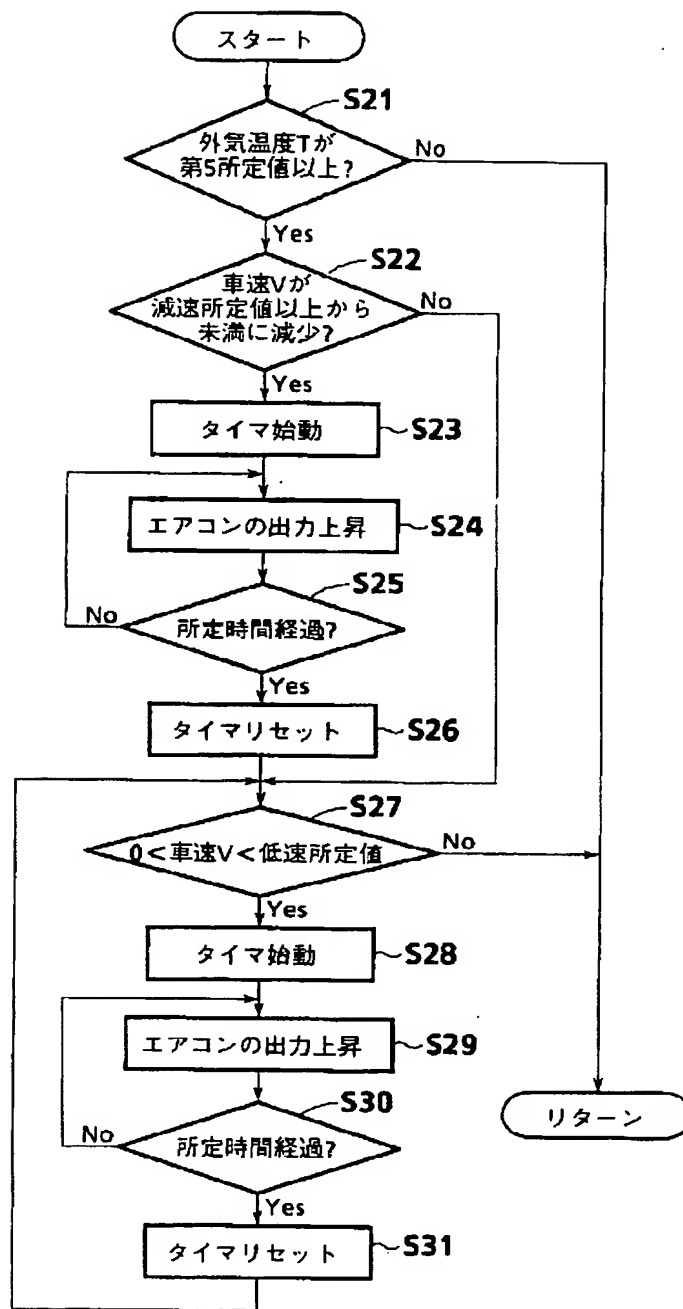 スタート
S21
外気温度Tが
第5所定値以上?
No
Yes
S22
車速Vが
減速所定値以上から
未満に減少?
No
Yes
タイマ始動
S23
エアコンの出力上昇
S24
S25
所定時間経過?
No
Yes
タイマリセット
S26
S27
0<車速V<低速所定値
No
Yes
タイマ始動
S28
エアコンの出力上昇
S29
S30
所定時間経過?
No
Yes
リターン
タイマリセット
S31